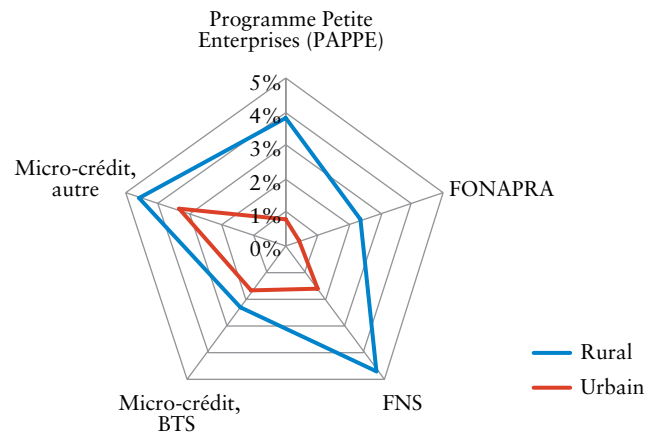 Programme Petite
Enterprises (PAPPE)
5%
4%
3%
2%
1%
0%
Micro-crédit,
autre
FONAPRA
Micro-crédit,
BTS
FNS
Rural
Urbain